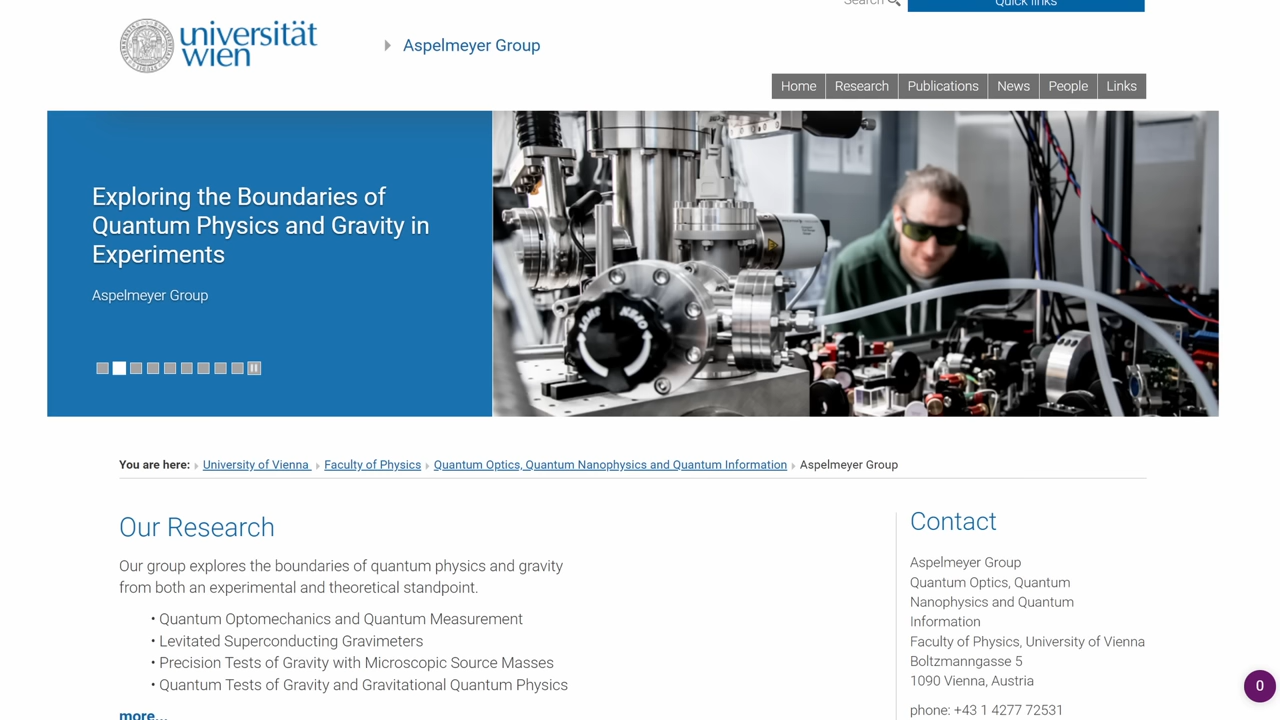 Search
Quick links
universität
wien
Aspelmeyer Group
Home Research Publications News People Links
Exploring the Boundaries of
Quantum Physics and Gravity in
Experiments
Aspelmeyer Group
You are here: University of Vienna Faculty of Physics Quantum Optics, Quantum Nanophysics and Quantum Information Aspelmeyer Group
Our Research
Our group explores the boundaries of quantum physics and gravity
from both an experimental and theoretical standpoint.
• Quantum Optomechanics and Quantum Measurement
• Levitated Superconducting Gravimeters
• Precision Tests of Gravity with Microscopic Source Masses
• Quantum Tests of Gravity and Gravitational Quantum Physics
more...
Contact
Aspelmeyer Group
Quantum Optics, Quantum
Nanophysics and Quantum
Information
Faculty of Physics, University of Vienna
Boltzmanngasse 5
1090 Vienna, Austria
phone: +43 1 4277 72531
0